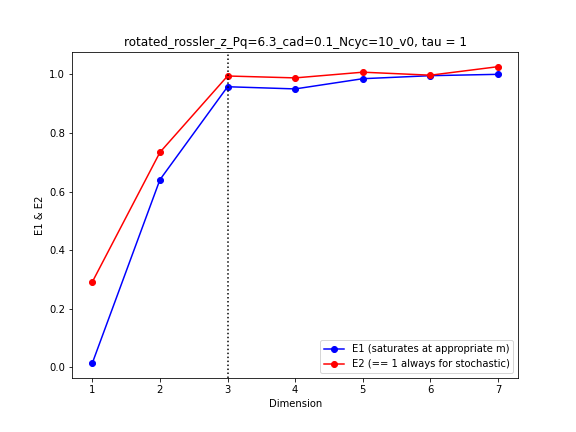 rotated_rossler_z_Pq=6.3_cad=0.1_Ncyc=10_v0, tau = 1
E1 & E2
1.0
0.8
0.6
0.4
0.2
0.0
E1 (saturates at appropriate m)
E2 (== 1 always for stochastic)
1 2 3 4 5 6 7
Dimension